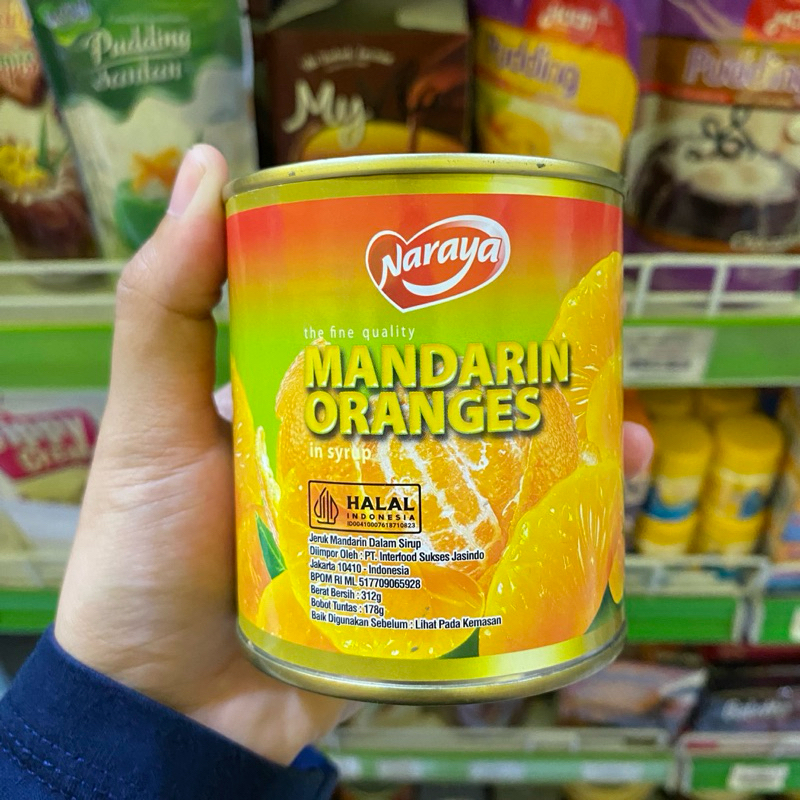 Pudding
My
Pudding
Pudding
Naraya
the fine quality
MANDARIN
ORANGES
in syrup
HALAL
INDONESIA
ID00410007618710823
Jeruk Mandarin Dalam Sirup
Diimpor Oleh : PT. Interfood Sukses Jasindo
Jakarta 10410 - Indonesia
BPOM RI ML 517709065928
Berat Bersih : 312g
Bobot Tuntas : 178g
Baik Digunakan Sebelum : Lihat Pada Kemasan